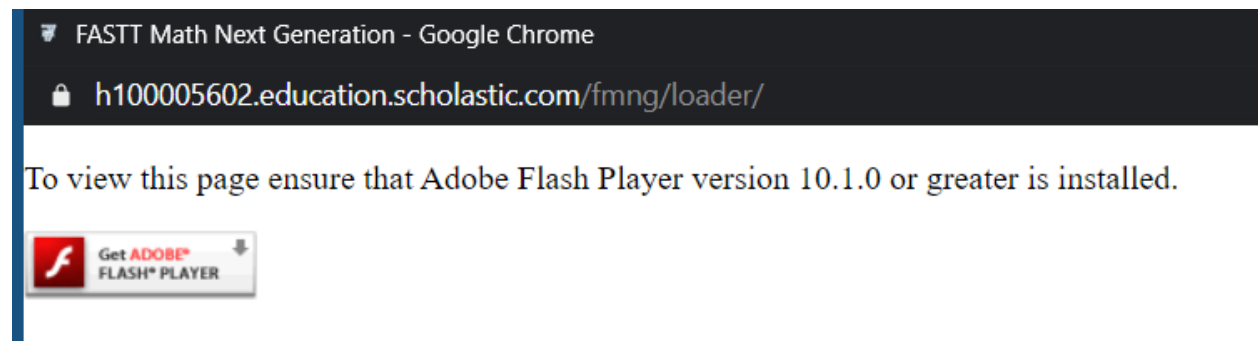 FASTT Math Next Generation - Google Chrome
h100005602.education.scholastic.com/fmng/loader/
To view this page ensure that Adobe Flash Player version 10.1.0 or greater is installed.
Get ADOBE®
FLASH® PLAYER